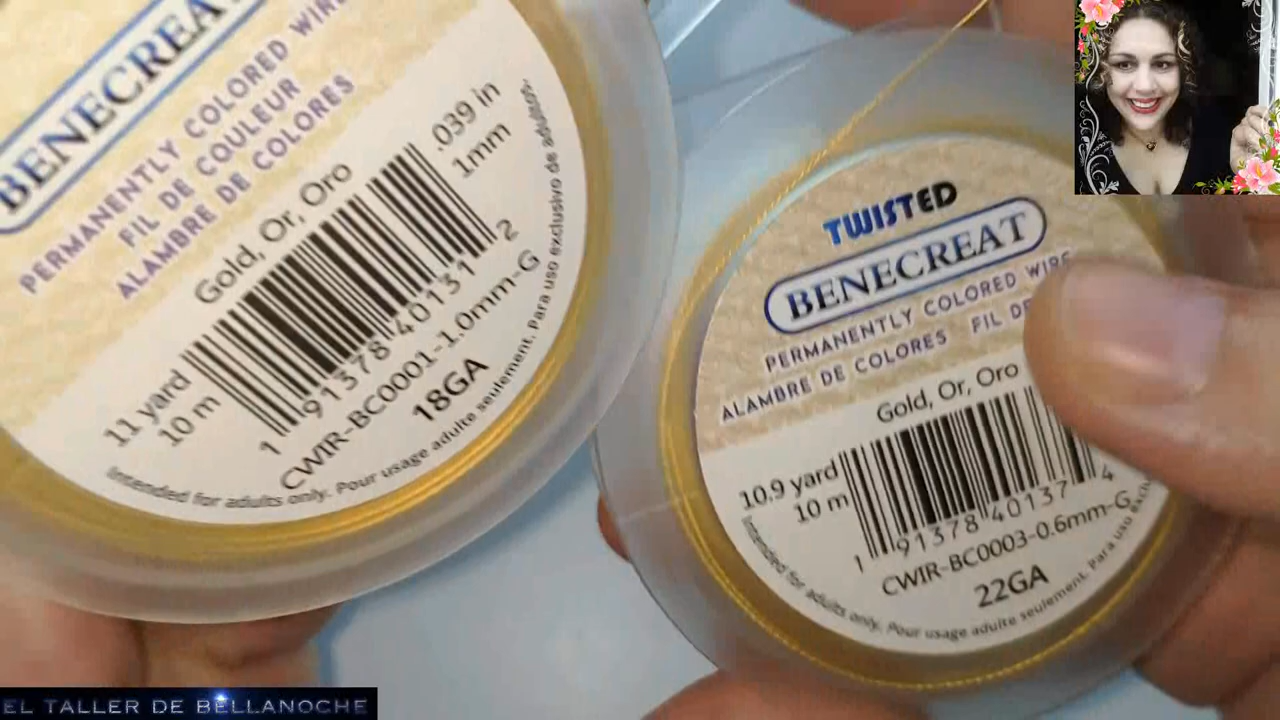 BENECREAT
PERMANENTLY COLORED WIRE
FIL DE COULEUR
ALAMBRE DE COLORES
Gold, Or, Oro
.039 in
1mm
11 yard
10 m
1 91378 40131 2
CWIR-BC0001-1.0mm-G
18GA
Intended for adults only. Pour usage adulte seulement. Para uso exclusivo de adultos.
TWISTED
BENECREAT
PERMANENTLY COLORED WIRE
ALAMBRE DE COLORES FIL DE
Gold, Or, Oro
10.9 yard
10 m
1 91378 40137 4
CWIR-BC0003-0.6mm-G
22GA
Intended for adults only. Pour usage adulte seulement. Para uso
EL TALLER DE BELLANOCHE